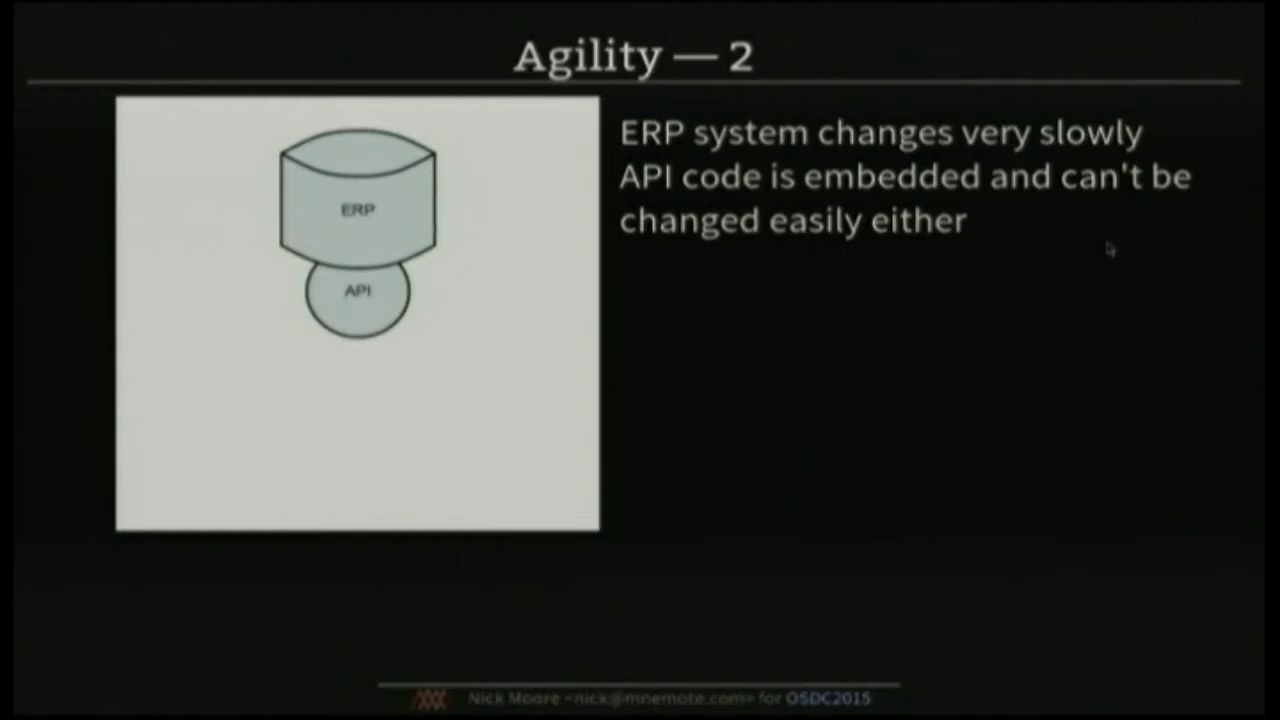 Agility — 2
ERP system changes very slowly
API code is embedded and can't be
changed easily either
ERP
API
Nick Moore <nick@mnemote.com> for OSDC2015